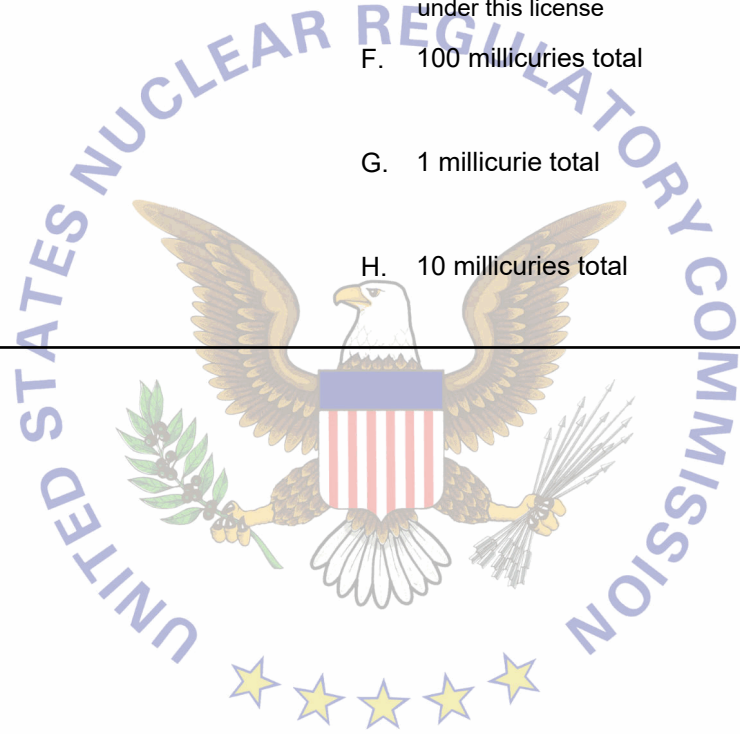 under this license
F. 100 millicuries total
G. 1 millicurie total
H. 10 millicuries total
UNITED STATES NUCLEAR REGULATORY COMMISSION